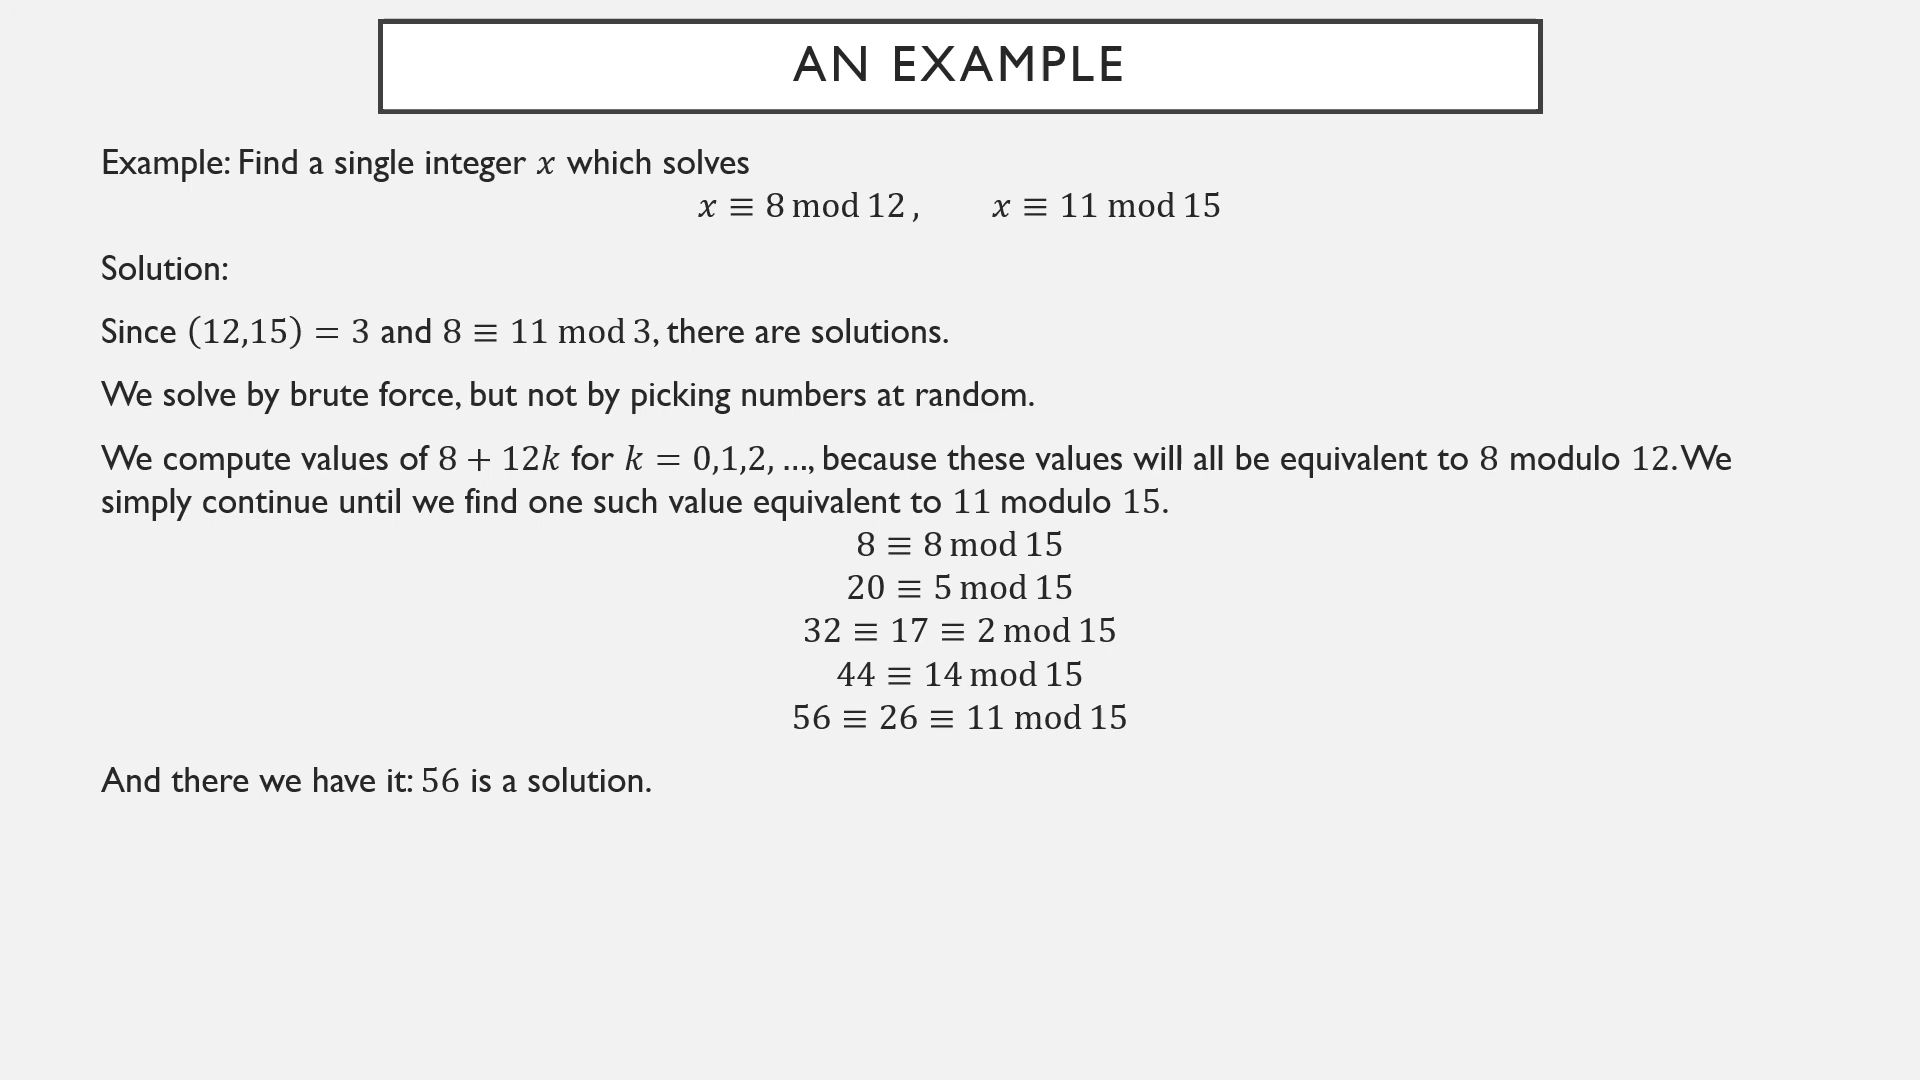 AN EXAMPLE
Example: Find a single integer x which solves
x ≡ 8 mod 12 , x ≡ 11 mod 15
Solution:
Since (12,15) = 3 and 8 ≡ 11 mod 3, there are solutions.
We solve by brute force, but not by picking numbers at random.
We compute values of 8 + 12k for k = 0,1,2, …, because these values will all be equivalent to 8 modulo 12. We
simply continue until we find one such value equivalent to 11 modulo 15.
8 ≡ 8 mod 15
20 ≡ 5 mod 15
32 ≡ 17 ≡ 2 mod 15
44 ≡ 14 mod 15
56 ≡ 26 ≡ 11 mod 15
And there we have it: 56 is a solution.